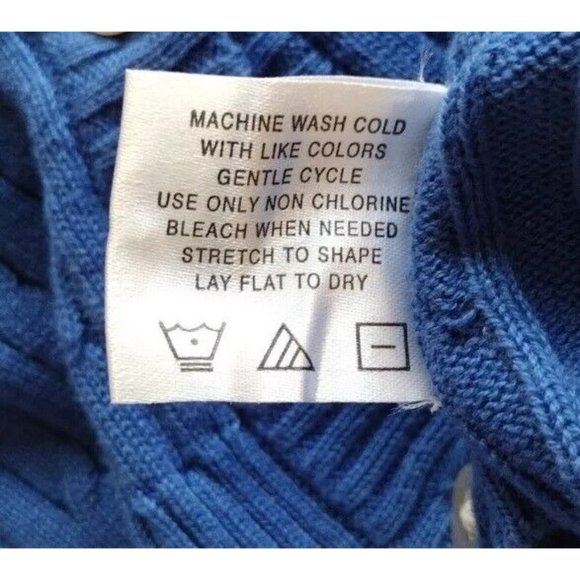 MACHINE WASH COLD
WITH LIKE COLORS
GENTLE CYCLE
USE ONLY NON CHLORINE
BLEACH WHEN NEEDED
STRETCH TO SHAPE
LAY FLAT TO DRY